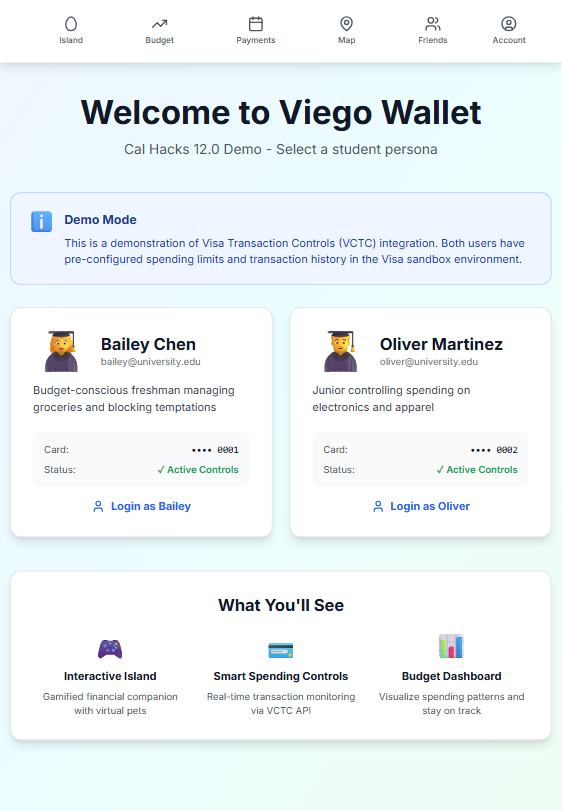 Island Budget Payments Map Friends Account
Welcome to Viego Wallet
Cal Hacks 12.0 Demo - Select a student persona
Demo Mode
This is a demonstration of Visa Transaction Controls (VCTC) integration. Both users have
pre-configured spending limits and transaction history in the Visa sandbox environment.
Bailey Chen
bailey@university.edu
Budget-conscious freshman managing
groceries and blocking temptations
Card: •••• 0001
Status: ✓ Active Controls
Login as Bailey
Oliver Martinez
oliver@university.edu
Junior controlling spending on
electronics and apparel
Card: •••• 0002
Status: ✓ Active Controls
Login as Oliver
What You'll See
Interactive Island
Gamified financial companion
with virtual pets
Smart Spending Controls
Real-time transaction monitoring
via VCTC API
Budget Dashboard
Visualize spending patterns and
stay on track